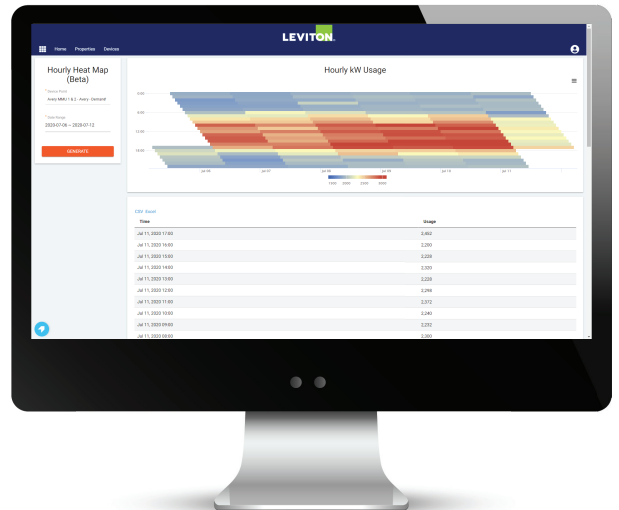 LEVITON.
Home Properties Devices
Hourly Heat Map
(Beta)
Avery MMU 1 & 2 - Avery - Demand
* Date Range
2020-07-06 ~ 2020-07-12
GENERATE
Hourly kW Usage
Jul 06 Jul 07 Jul 08 Jul 09 Jul 10 Jul 11
1500 2000 2500 3000
CSV Excel
Time Usage
Jul 11, 2020 17:00 2,452
Jul 11, 2020 16:00 2,200
Jul 11, 2020 15:00 2,228
Jul 11, 2020 14:00 2,320
Jul 11, 2020 13:00 2,228
Jul 11, 2020 12:00 2,298
Jul 11, 2020 11:00 2,372
Jul 11, 2020 10:00 2,240
Jul 11, 2020 09:00 2,232
Jul 11, 2020 08:00 2,300